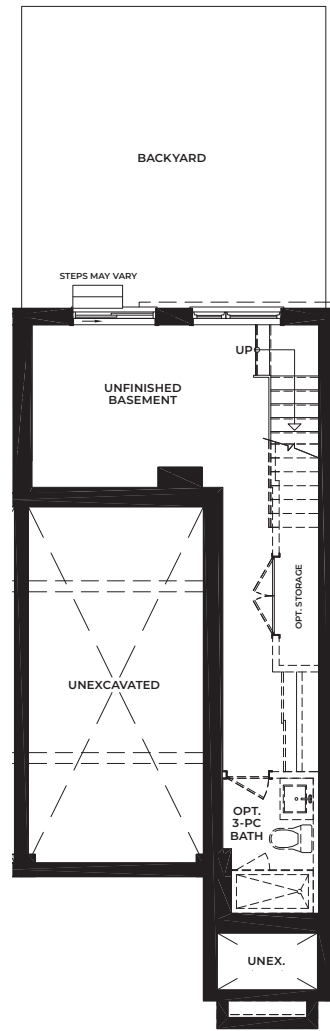 BACKYARD
STEPS MAY VARY
UP
UNFINISHED
BASEMENT
OPT. STORAGE
UNEXCAVATED
OPT.
3-PC
BATH
UNEX.